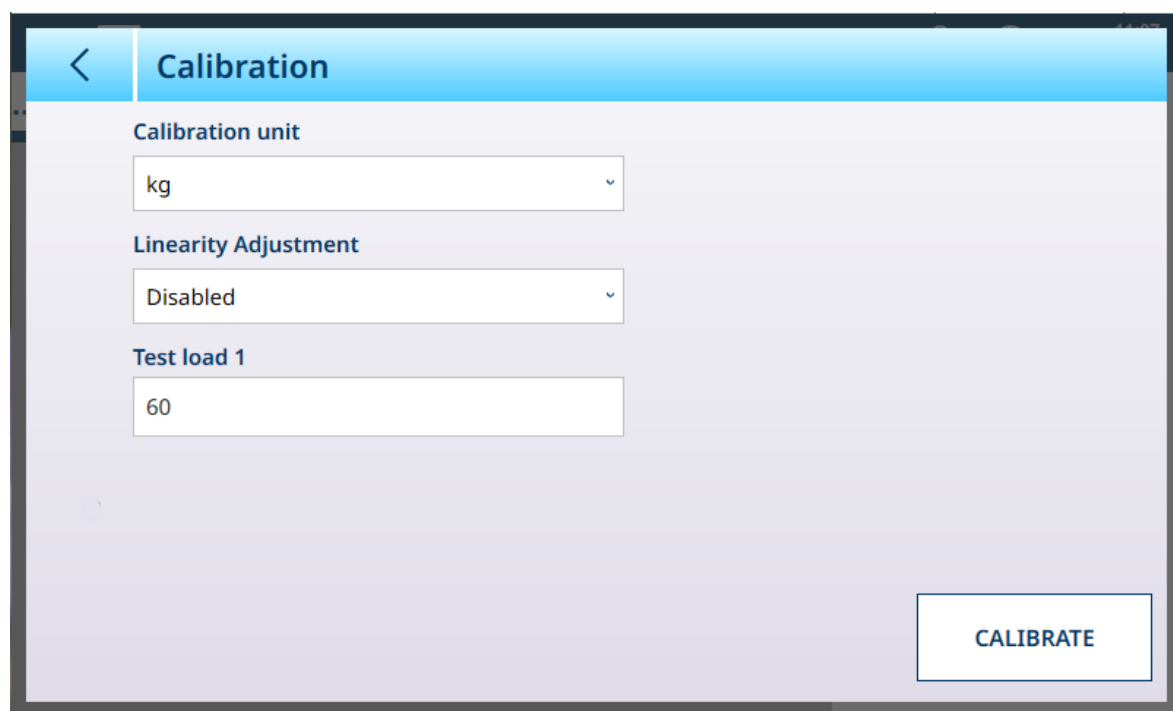 Calibration
Calibration unit
kg
Linearity Adjustment
Disabled
Test load 1
60
CALIBRATE